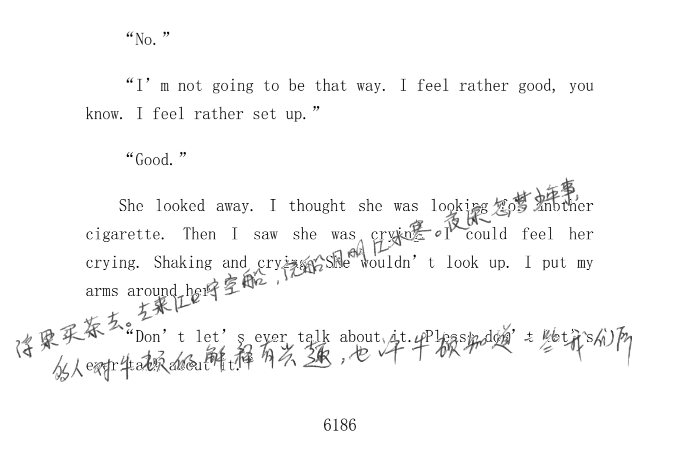 “No.”
“I’m not going to be that way. I feel rather good, you
know. I feel rather set up.”
“Good.”
She looked away. I thought she was looking for another
cigarette. Then I saw she was crying. I could feel her
crying. Shaking and crying. She wouldn’t look up. I put my
arms around her.
“Don’t let’s ever talk about it. Please don’t let’s
ever talk about it.”
浮梁买茶去。去来江口守空船，绕船月明江水寒。夜深忽梦少年事，
的人对牛顿的解释有兴趣，也许牛顿知道一些我们所
6186